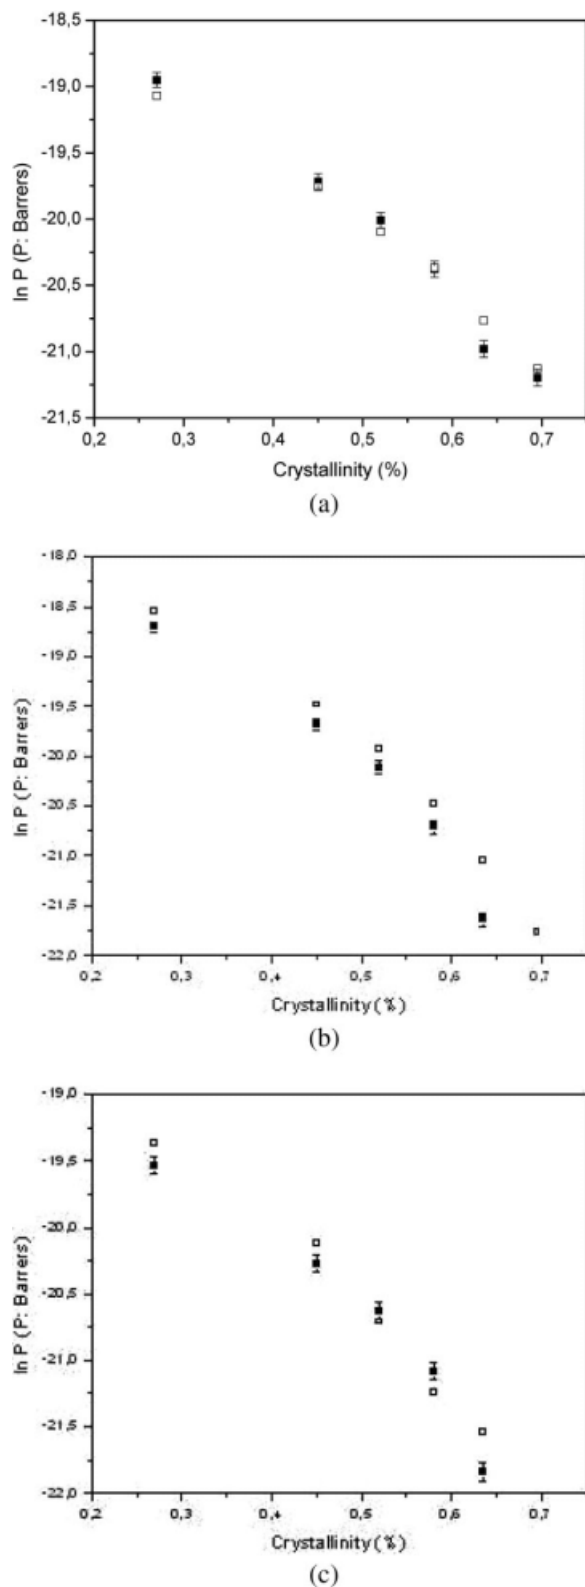 -18,5
-19,0
-19,5
-20,0
-20,5
-21,0
-21,5
ln P (P: Barrers)
0,2 0,3 0,4 0,5 0,6 0,7
Crystallinity (%)
(a)
-18,0
-18,5
-19,0
-19,5
-20,0
-20,5
-21,0
-21,5
-22,0
ln P (P: Barrers)
0,2 0,3 0,4 0,5 0,6 0,7
Crystallinity (%)
(b)
-19,0
-19,5
-20,0
-20,5
-21,0
-21,5
-22,0
ln P (P: Barrers)
0,2 0,3 0,4 0,5 0,6 0,7
Crystallinity (%)
(c)